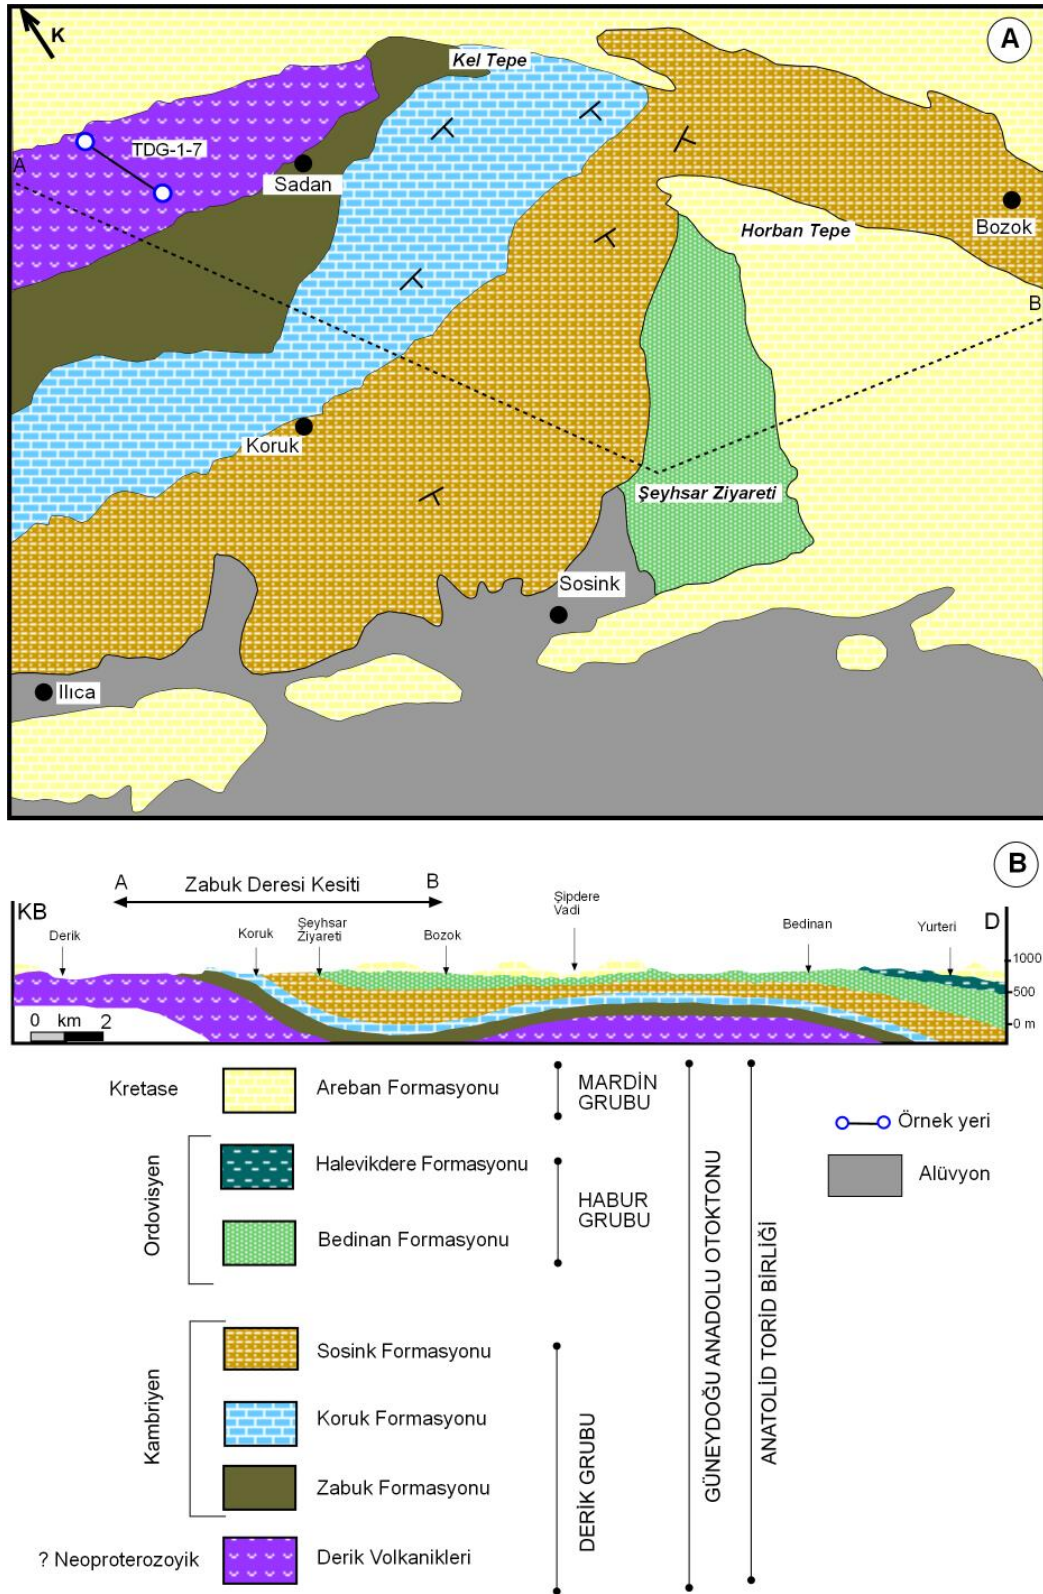 K
A
Kel Tepe
TDG-1-7
A
Sadan
Bozok
Horban Tepe
B
Koruk
Şeyhsar Ziyareti
Sosink
Ilıca
B
A
Zabuk Deresi Kesiti
B
KB
D
Derik
Koruk
Şeyhsar
Ziyareti
Bozok
Şipdere
Vadi
Bedinan
Yurteri
1000
500
0 m
0 km 2
Kretase
Areban Formasyonu
MARDİN
GRUBU
Ordovisyen
Halevikdere Formasyonu
Bedinan Formasyonu
HABUR
GRUBU
Kambriyen
Sosink Formasyonu
Koruk Formasyonu
Zabuk Formasyonu
? Neoproterozoyik
Derik Volkanikleri
DERİK GRUBU
GÜNEYDOĞU ANADOLU OTOKTONU
ANATOLİD TORİD BİRLİĞİ
Örnek yeri
Alüvyon